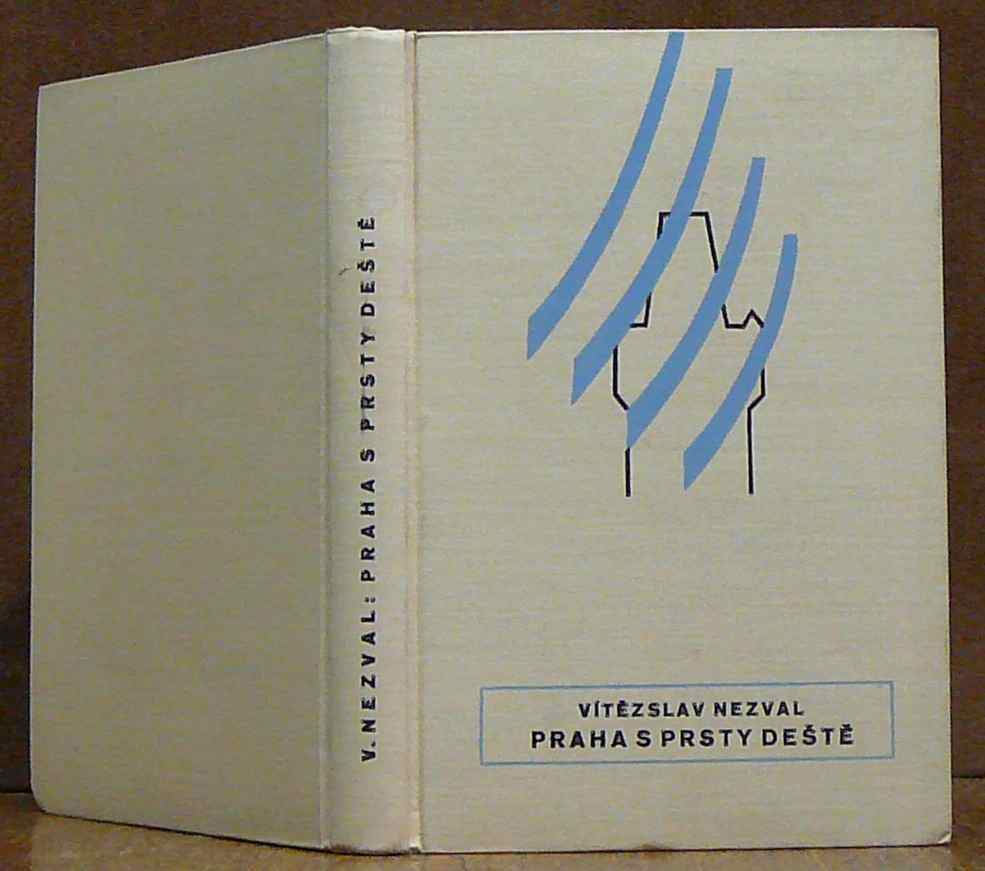 V. NEZVAL: PRAHA S PRSTY DEŠTĚ
VÍTĚZSLAV NEZVAL
PRAHA S PRSTY DEŠTĚ